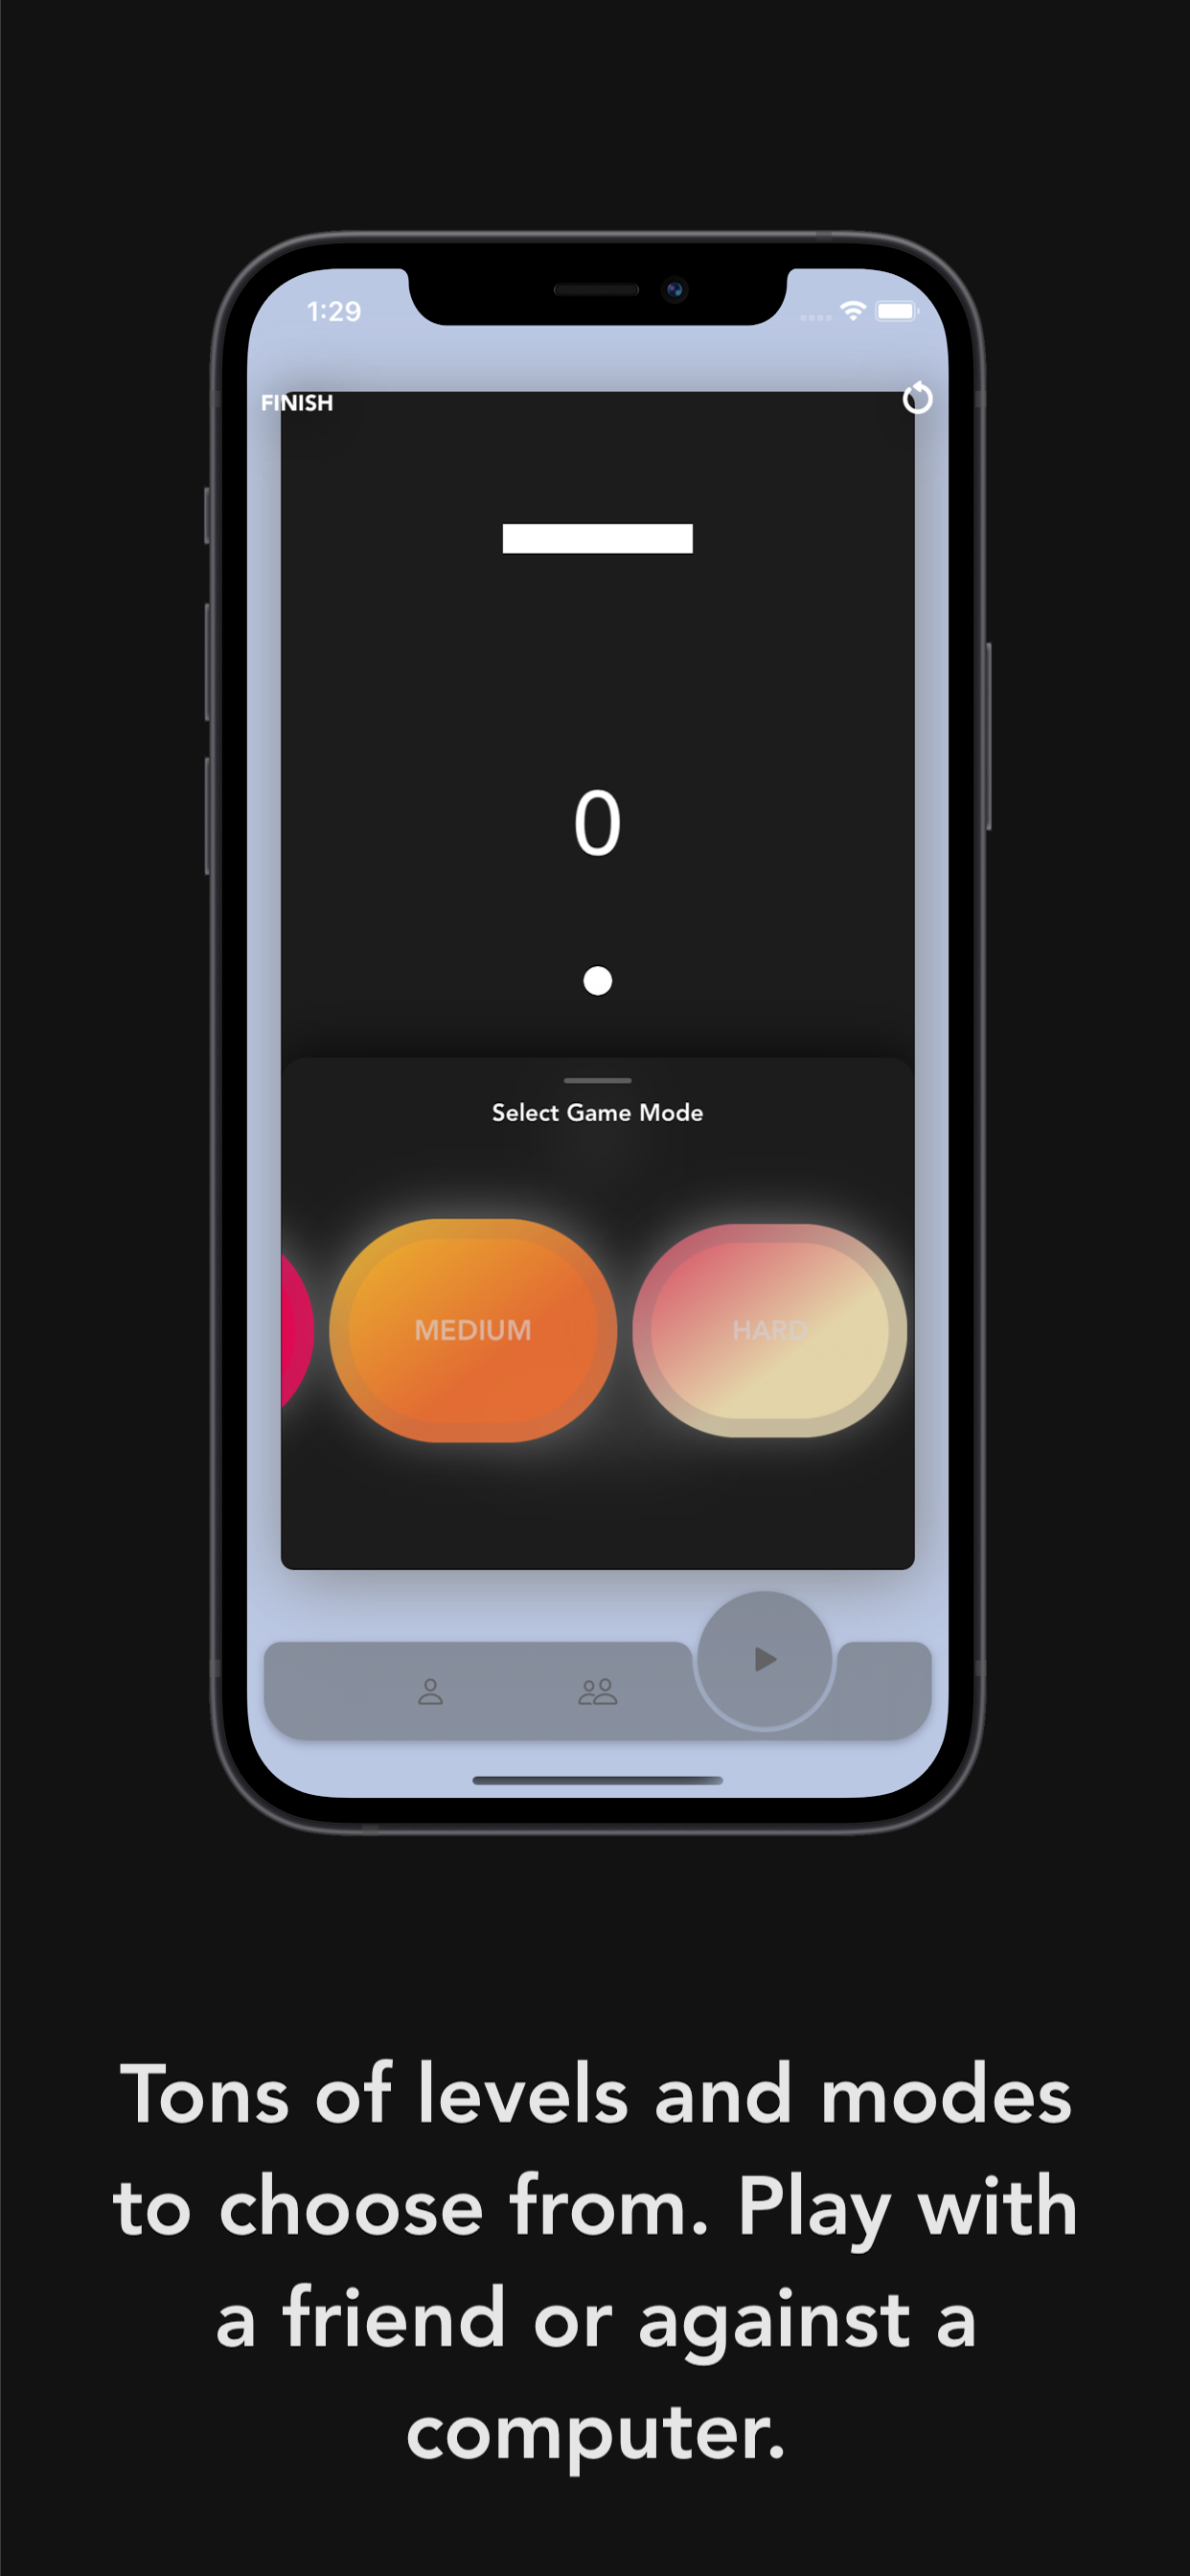 1:29
FINISH
0
Select Game Mode
MEDIUM
HARD
Tons of levels and modes
to choose from. Play with
a friend or against a
computer.